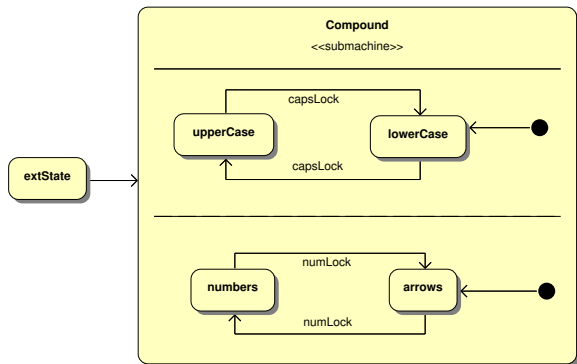 Compound
<<submachine>>
capsLock
upperCase
lowerCase
capsLock
extState
numLock
numbers
arrows
numLock